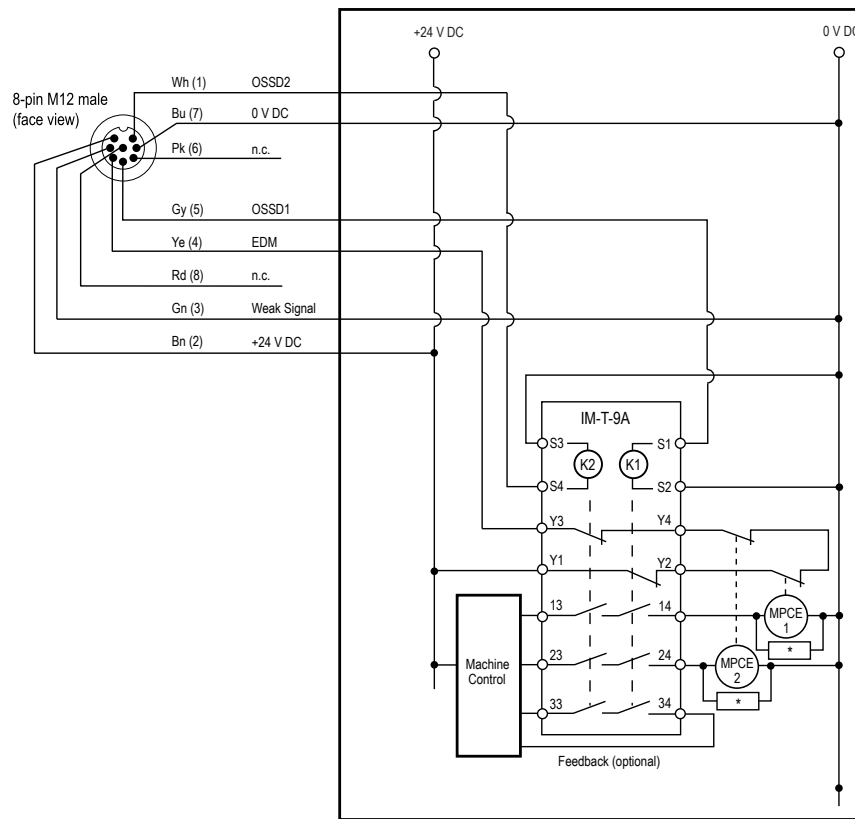 +24 V DC
0 V DC
8-pin M12 male
(face view)
Wh (1) OSSD2
Bu (7) 0 V DC
Pk (6) n.c.
Gy (5) OSSD1
Ye (4) EDM
Rd (8) n.c.
Gn (3) Weak Signal
Bn (2) +24 V DC
IM-T-9A
S3 K2 K1 S1
S4 S2
Y3 Y4
Y1 Y2
13 14
MPCE
1
*
23 24
MPCE
2
*
33 34
Machine
Control
Feedback (optional)